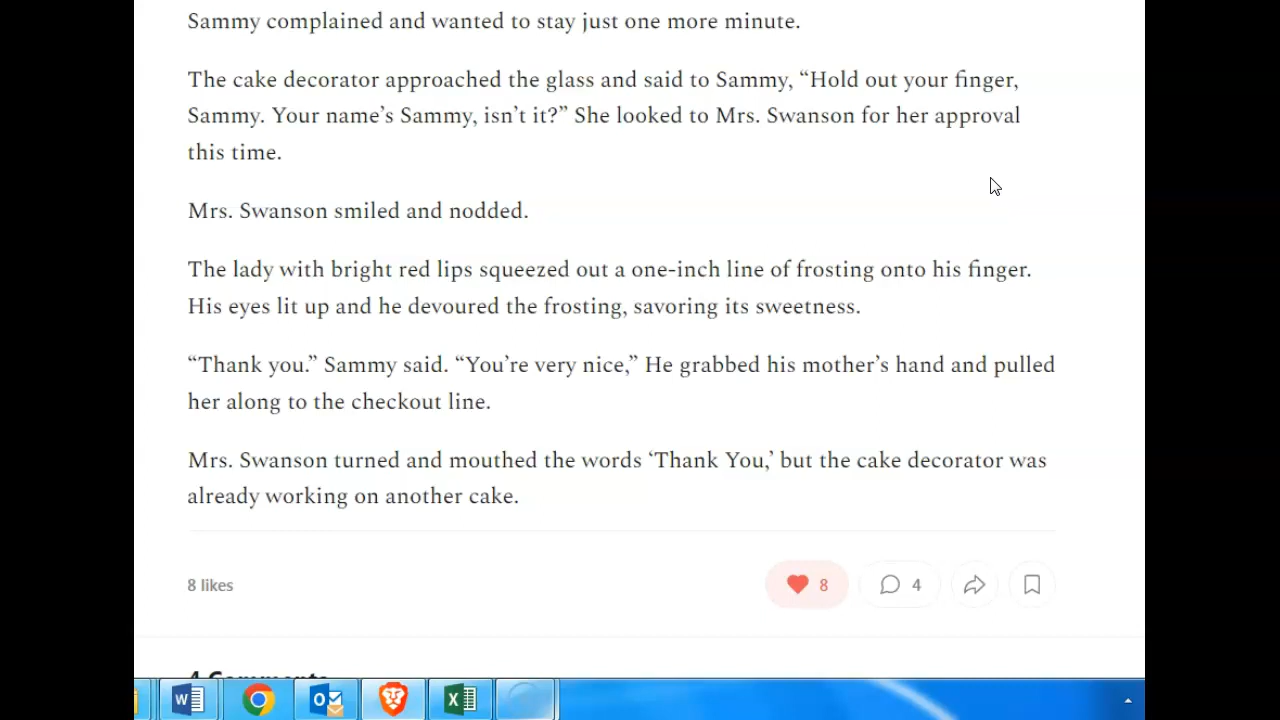 Sammy complained and wanted to stay just one more minute.
The cake decorator approached the glass and said to Sammy, “Hold out your finger,
Sammy. Your name’s Sammy, isn’t it?” She looked to Mrs. Swanson for her approval
this time.
Mrs. Swanson smiled and nodded.
The lady with bright red lips squeezed out a one-inch line of frosting onto his finger.
His eyes lit up and he devoured the frosting, savoring its sweetness.
“Thank you.” Sammy said. “You’re very nice,” He grabbed his mother’s hand and pulled
her along to the checkout line.
Mrs. Swanson turned and mouthed the words ‘Thank You,’ but the cake decorator was
already working on another cake.
8 likes
8
4
4 Comments